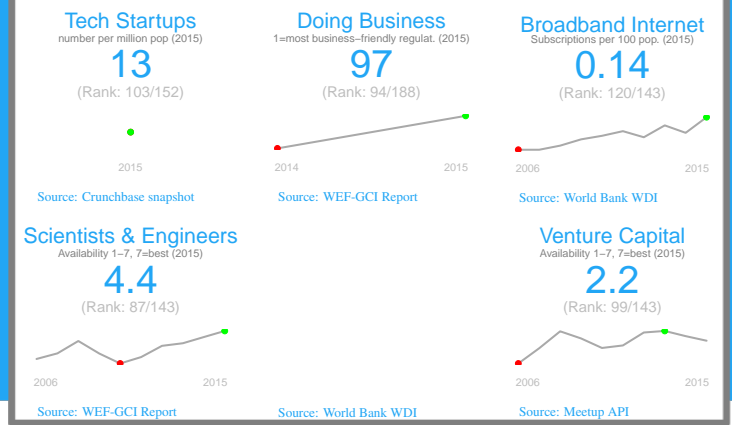 Tech Startups
number per million pop (2015)
13
(Rank: 103/152)
2015
Source: Crunchbase snapshot
Doing Business
1=most business−friendly regulat. (2015)
97
(Rank: 94/188)
2014 2015
Source: WEF-GCI Report
Broadband Internet
Subscriptions per 100 pop. (2015)
0.14
(Rank: 120/143)
2006 2015
Source: World Bank WDI
Scientists & Engineers
Availability 1−7, 7=best (2015)
4.4
(Rank: 87/143)
2006 2015
Source: WEF-GCI Report
Source: World Bank WDI
Venture Capital
Availability 1−7, 7=best (2015)
2.2
(Rank: 99/143)
2006 2015
Source: Meetup API